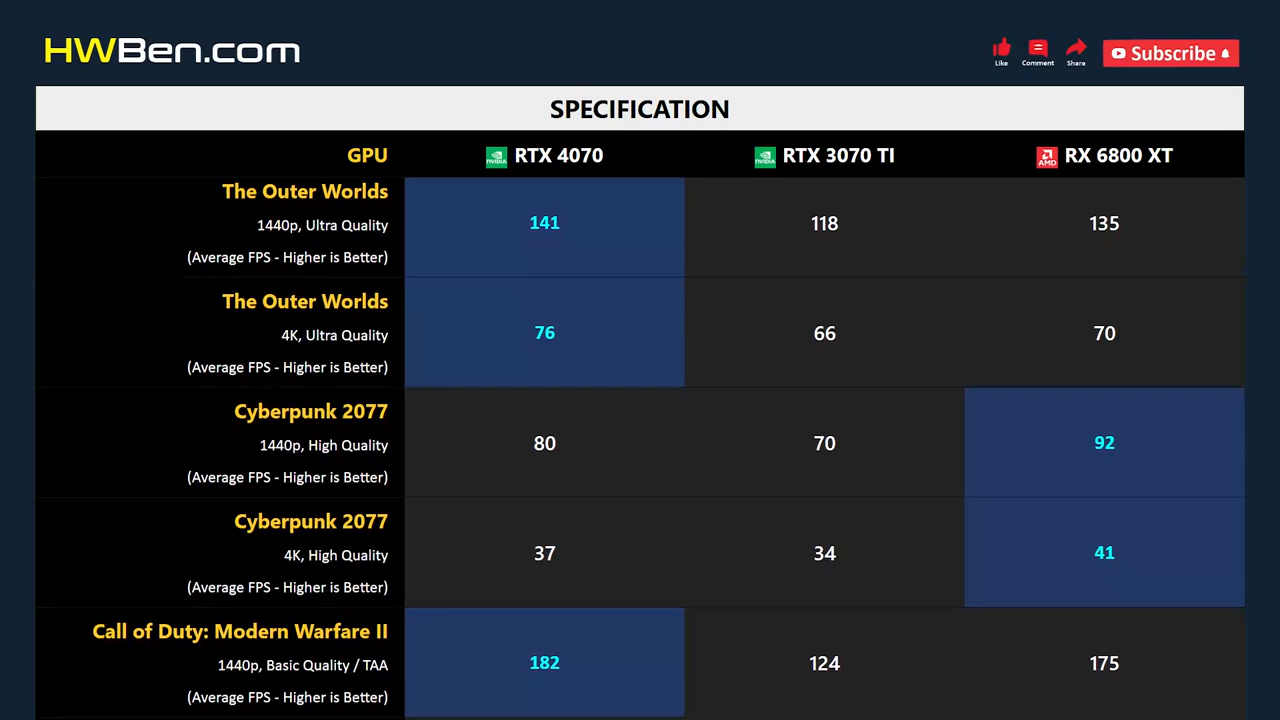 HWBen.com
Like Comment Share Subscribe
SPECIFICATION
GPU NVIDIA RTX 4070 NVIDIA RTX 3070 TI AMD RX 6800 XT
The Outer Worlds
1440p, Ultra Quality 141 118 135
(Average FPS - Higher is Better)
The Outer Worlds
4K, Ultra Quality 76 66 70
(Average FPS - Higher is Better)
Cyberpunk 2077
1440p, High Quality 80 70 92
(Average FPS - Higher is Better)
Cyberpunk 2077
4K, High Quality 37 34 41
(Average FPS - Higher is Better)
Call of Duty: Modern Warfare II
1440p, Basic Quality / TAA 182 124 175
(Average FPS - Higher is Better)